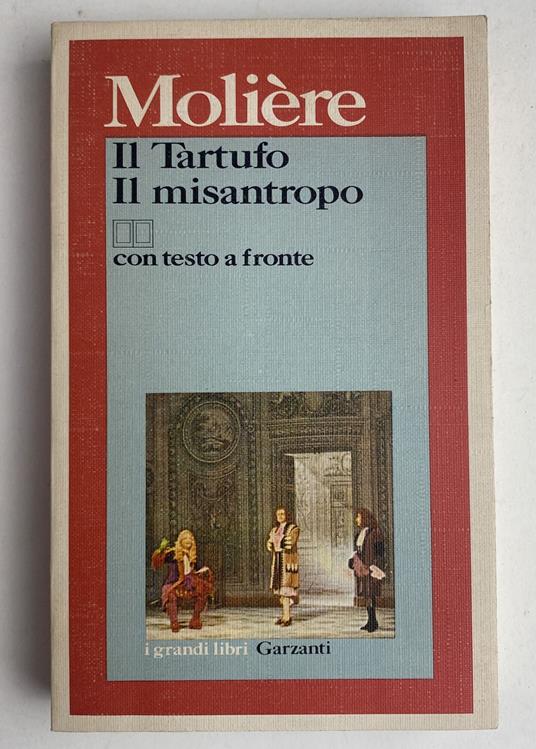 Molière
Il Tartufo
Il misantropo
con testo a fronte
i grandi libri Garzanti